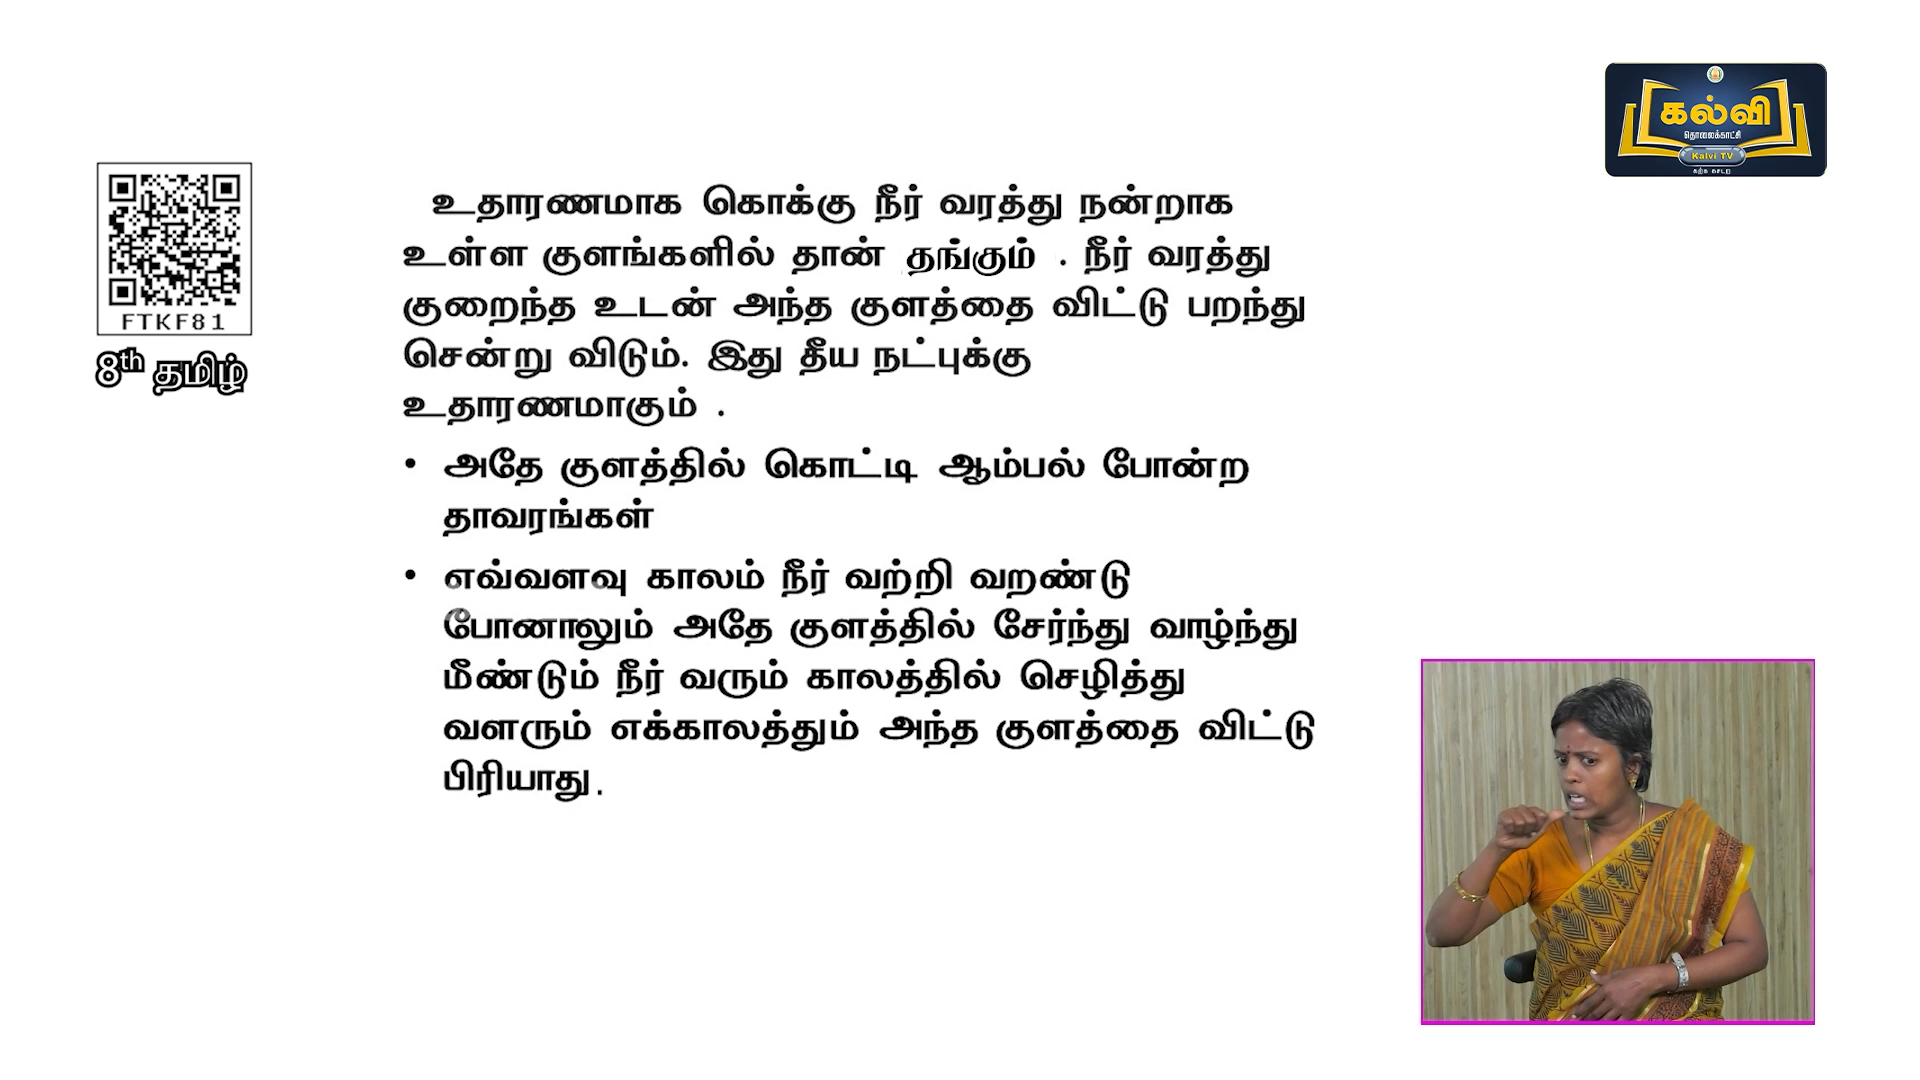 கல்வி
தொலைக்காட்சி
Kalvi TV
கற்க கசடற
FTKF81
8th தமிழ்
உதாரணமாக கொக்கு நீர் வரத்து நன்றாக
உள்ள குளங்களில் தான் தங்கும் . நீர் வரத்து
குறைந்த உடன் அந்த குளத்தை விட்டு பறந்து
சென்று விடும். இது தீய நட்புக்கு
உதாரணமாகும் .
• அதே குளத்தில் கொட்டி ஆம்பல் போன்ற
தாவரங்கள்
• எவ்வளவு காலம் நீர் வற்றி வறண்டு
போனாலும் அதே குளத்தில் சேர்ந்து வாழ்ந்து
மீண்டும் நீர் வரும் காலத்தில் செழித்து
வளரும் எக்காலத்தும் அந்த குளத்தை விட்டு
பிரியாது.